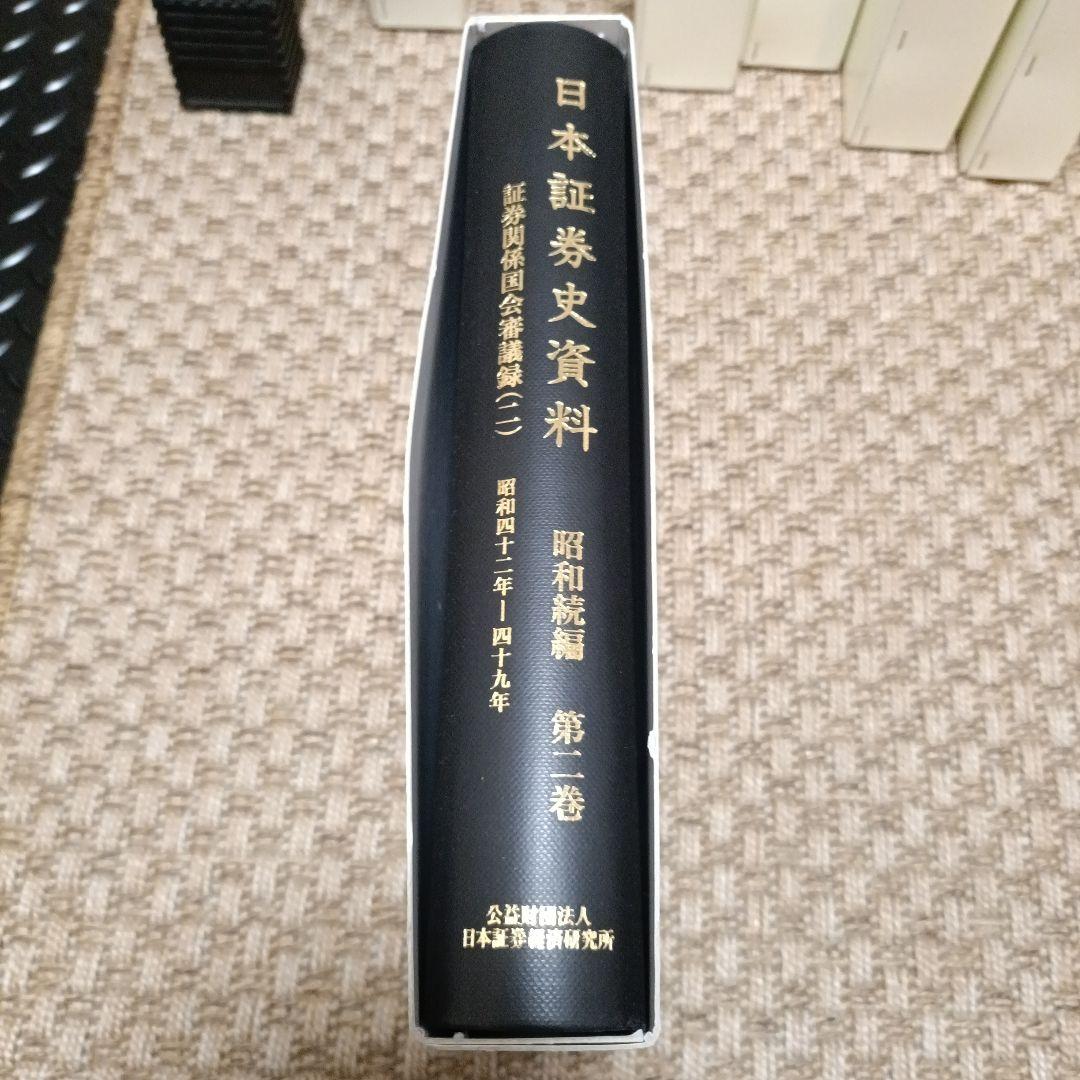 日本証券史資料 昭和続編 第二巻
証券関係国会審議録(二) 昭和四十二年―四十九年
公益財団法人
日本証券経済研究所